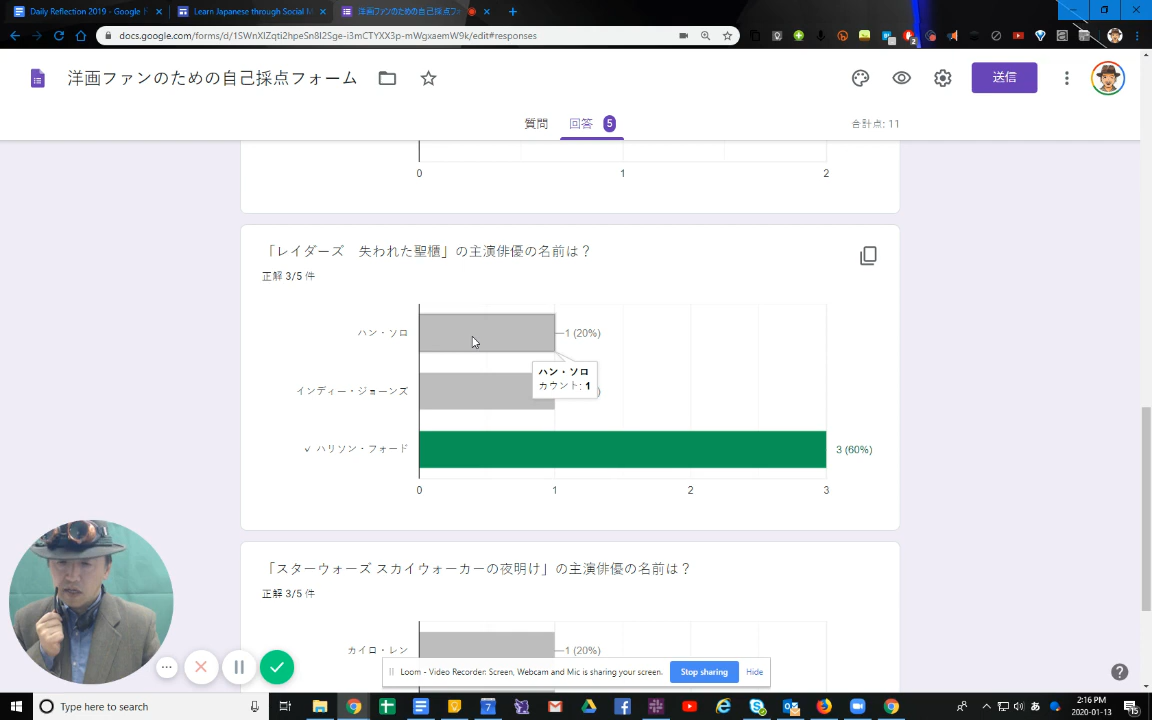 Daily Reflection 2019 - Google F
Learn Japanese through Social M
洋画ファンのための自己採点フォ
docs.google.com/forms/d/1SWnXIZqti2hpeSn8I2Sge-i3mCTYXX3p-mWgxaemW9k/edit#responses
洋画ファンのための自己採点フォーム
送信
質問
回答 5
合計点: 11
0 1 2
「レイダーズ　失われた聖櫃」の主演俳優の名前は？
正解 3/5 件
ハン・ソロ
1 (20%)
ハン・ソロ
カウント: 1
インディー・ジョーンズ
✓ ハリソン・フォード
3 (60%)
0 1 2 3
「スターウォーズ スカイウォーカーの夜明け」の主演俳優の名前は？
正解 3/5 件
カイロ・レン
1 (20%)
Loom - Video Recorder: Screen, Webcam and Mic is sharing your screen.
Stop sharing
Hide
Type here to search
あ
2:16 PM
2020-01-13
15